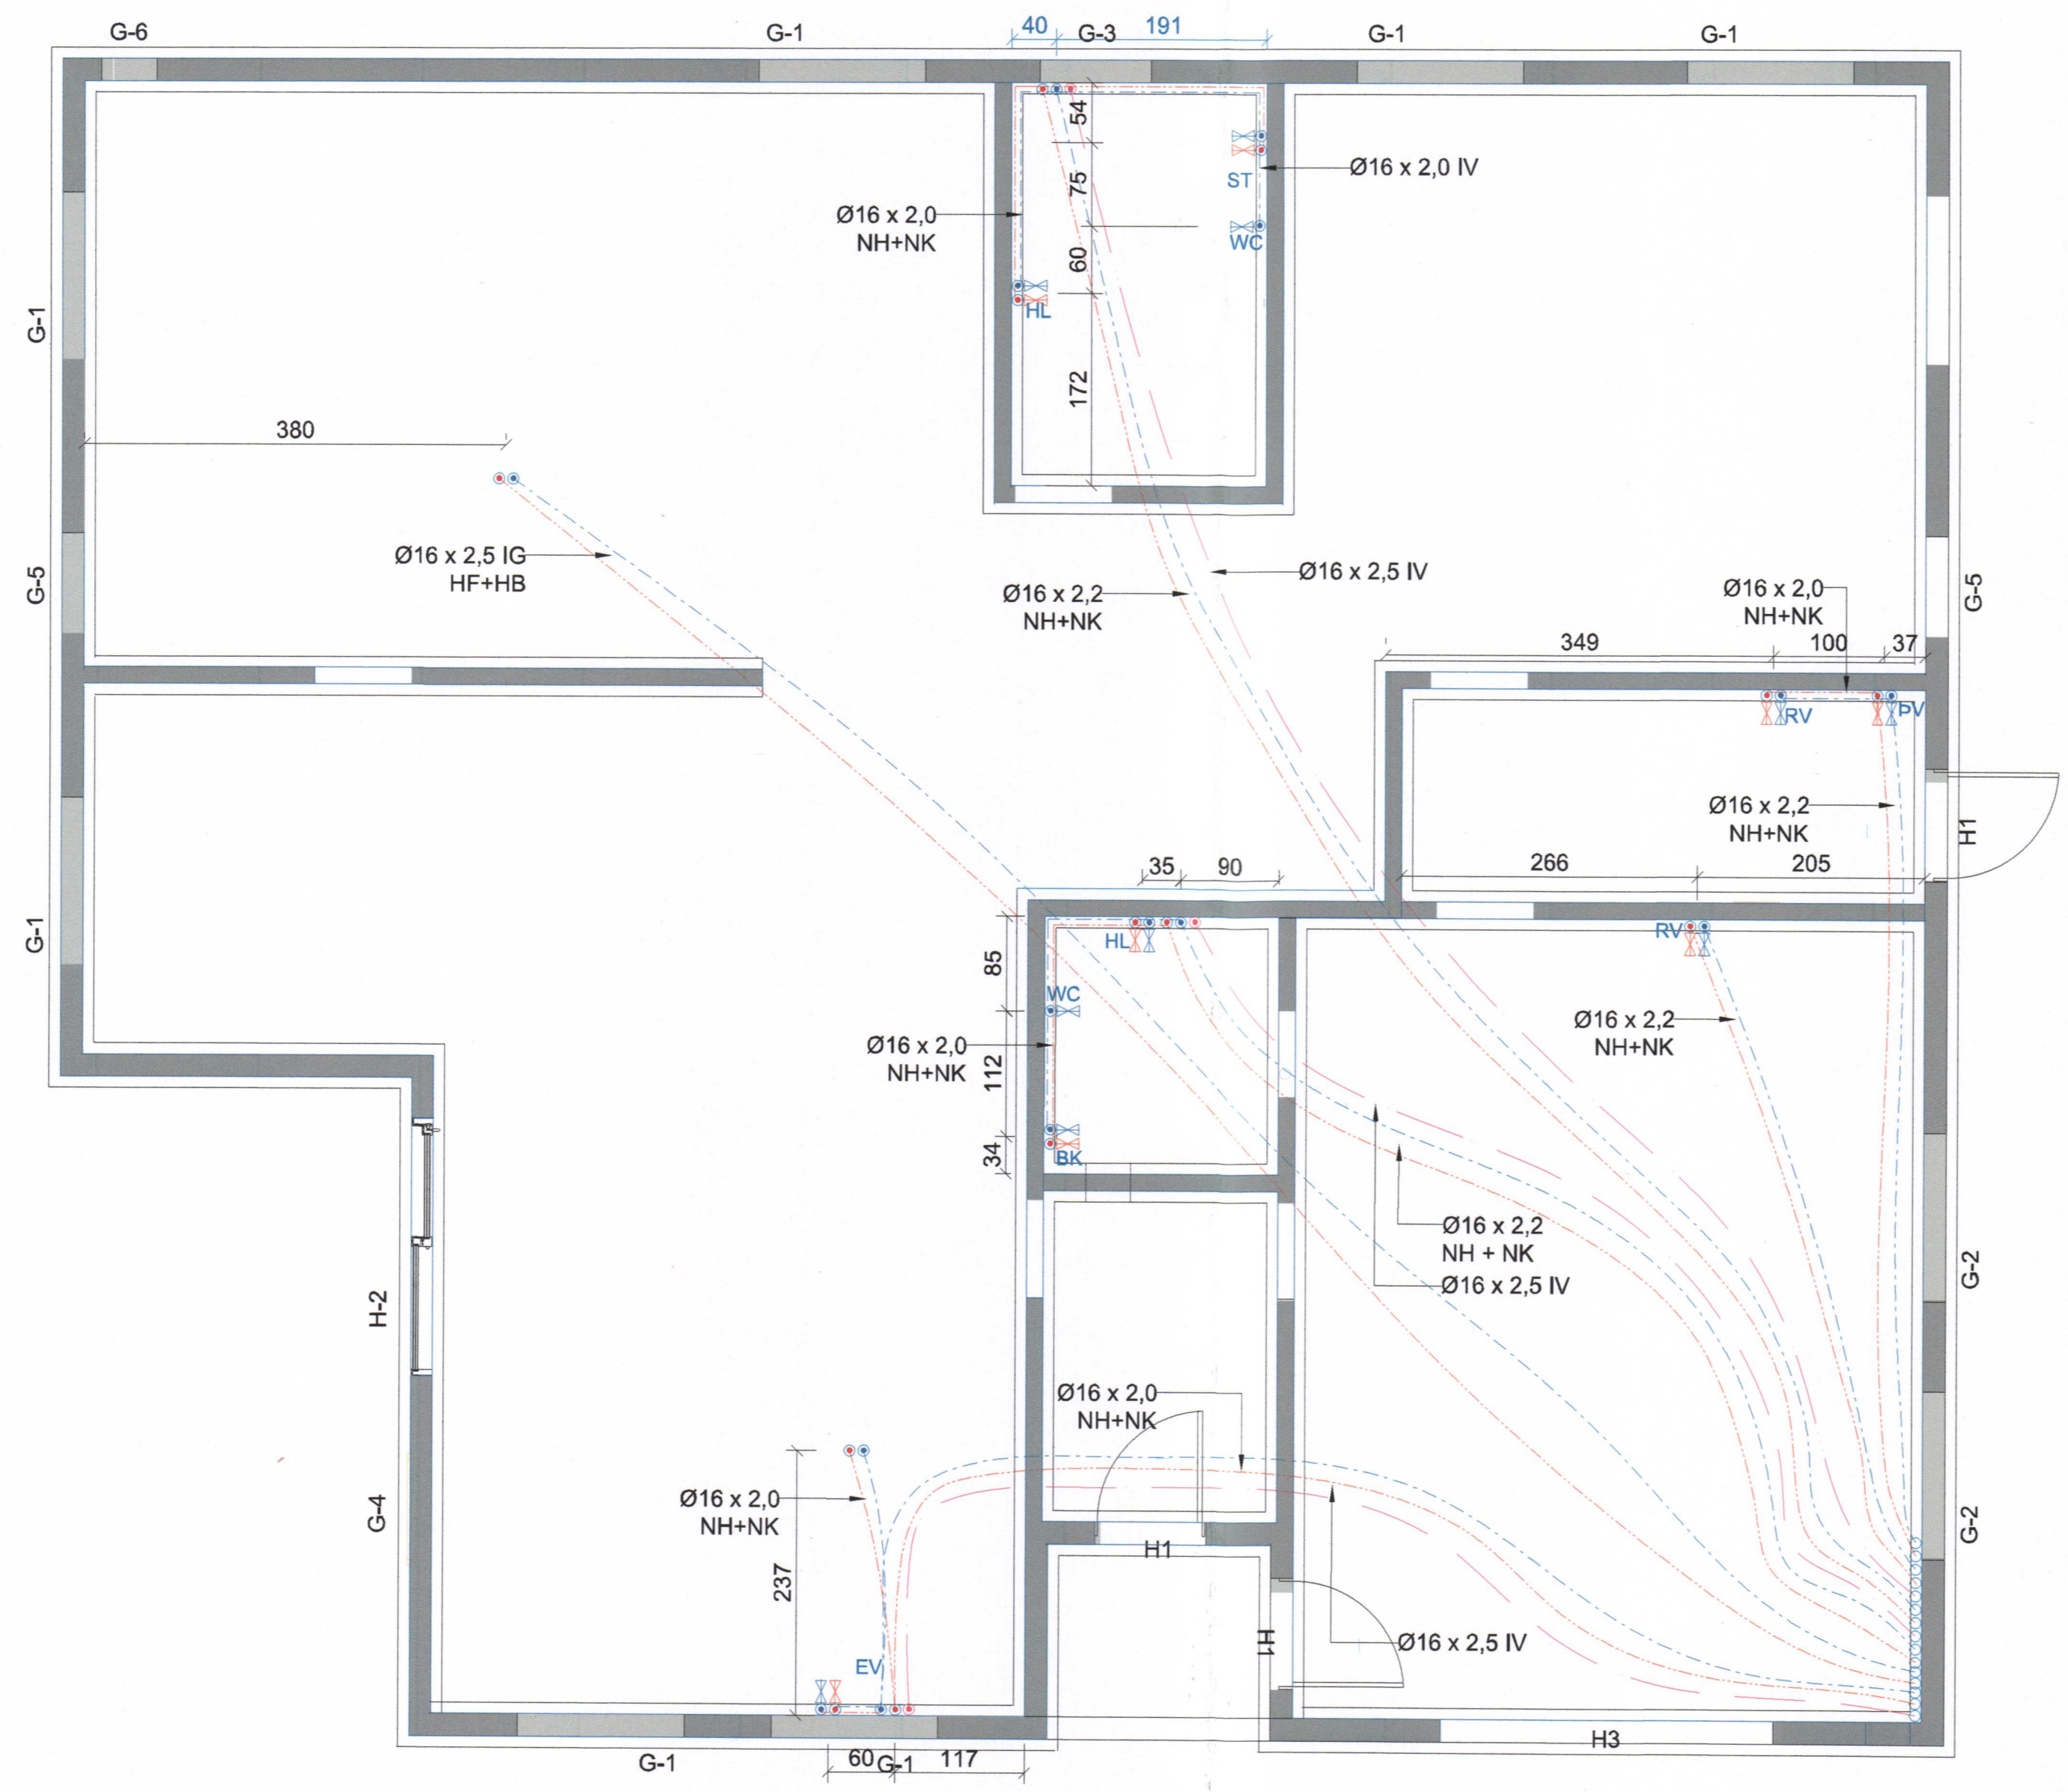 G-6
G-1
40
G-3
191
G-1
G-1
54
75
60
172
Ø16 x 2,0
NH+NK
HL
ST
WC
Ø16 x 2,0 IV
G-1
380
Ø16 x 2,5 IG
HF+HB
G-5
Ø16 x 2,2
NH+NK
Ø16 x 2,5 IV
Ø16 x 2,0
NH+NK
G-5
349
100
37
RV
ÞV
Ø16 x 2,2
NH+NK
H1
266
205
35
90
G-1
HL
RV
85
WC
Ø16 x 2,0
NH+NK
112
34
BK
Ø16 x 2,2
NH+NK
Ø16 x 2,2
NH + NK
Ø16 x 2,5 IV
G-2
H-2
Ø16 x 2,0
NH+NK
G-4
Ø16 x 2,0
NH+NK
237
H1
G-2
H1
Ø16 x 2,5 IV
EV
G-1
60
G-1
117
H3